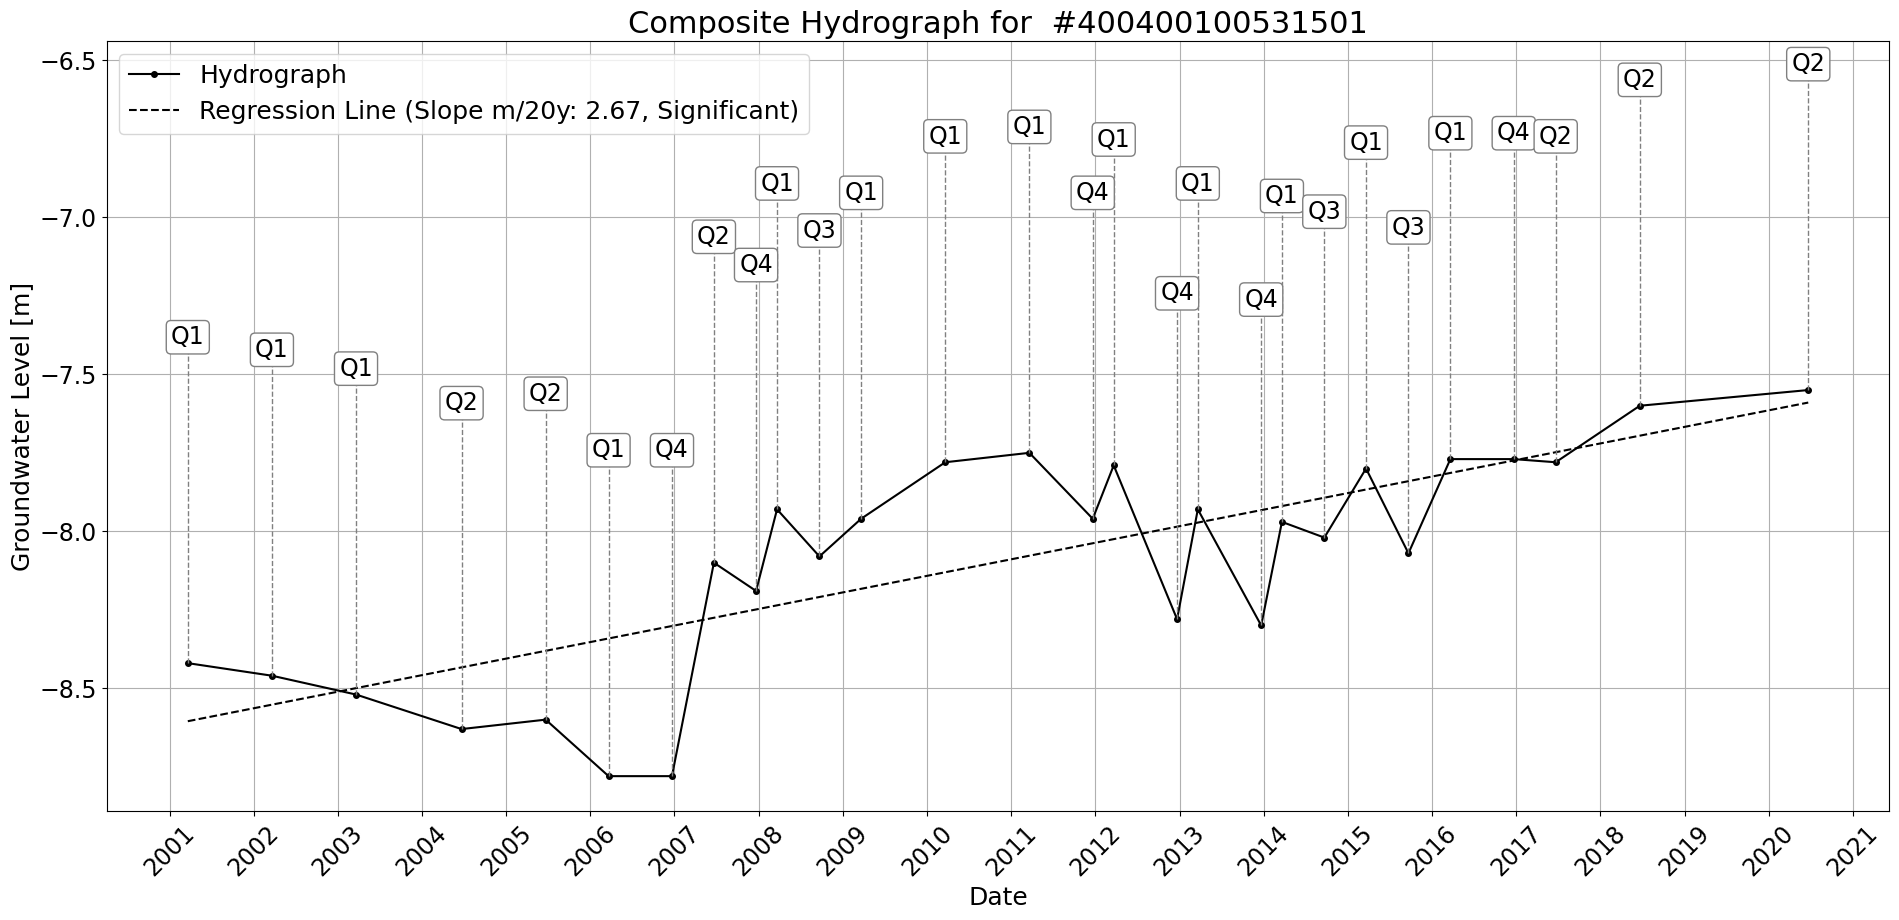 Composite Hydrograph for  #400400100531501
Hydrograph
Regression Line (Slope m/20y: 2.67, Significant)
Groundwater Level [m]
−6.5
−7.0
−7.5
−8.0
−8.5
Q1
Q1
Q1
Q2
Q2
Q1
Q4
Q2
Q4
Q1
Q3
Q1
Q1
Q1
Q4
Q1
Q4
Q1
Q4
Q1
Q3
Q1
Q3
Q1
Q4
Q2
Q2
Q2
2001
2002
2003
2004
2005
2006
2007
2008
2009
2010
2011
2012
2013
2014
2015
2016
2017
2018
2019
2020
2021
Date